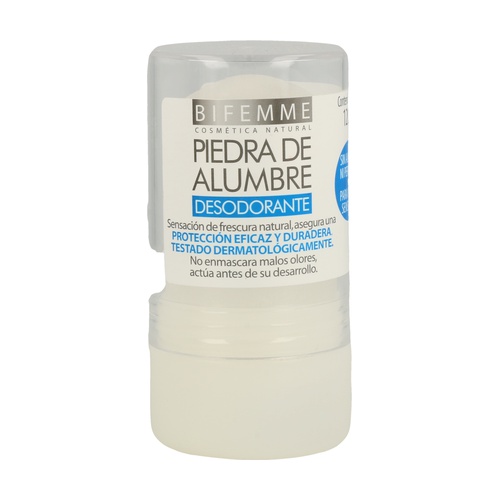 BIFEMME
COSMÉTICA NATURAL
PIEDRA DE
ALUMBRE
DESODORANTE
Sensación de frescura natural, asegura una
PROTECCIÓN EFICAZ Y DURADERA.
TESTADO DERMATOLÓGICAMENTE.
No enmascara malos olores,
actúa antes de su desarrollo.